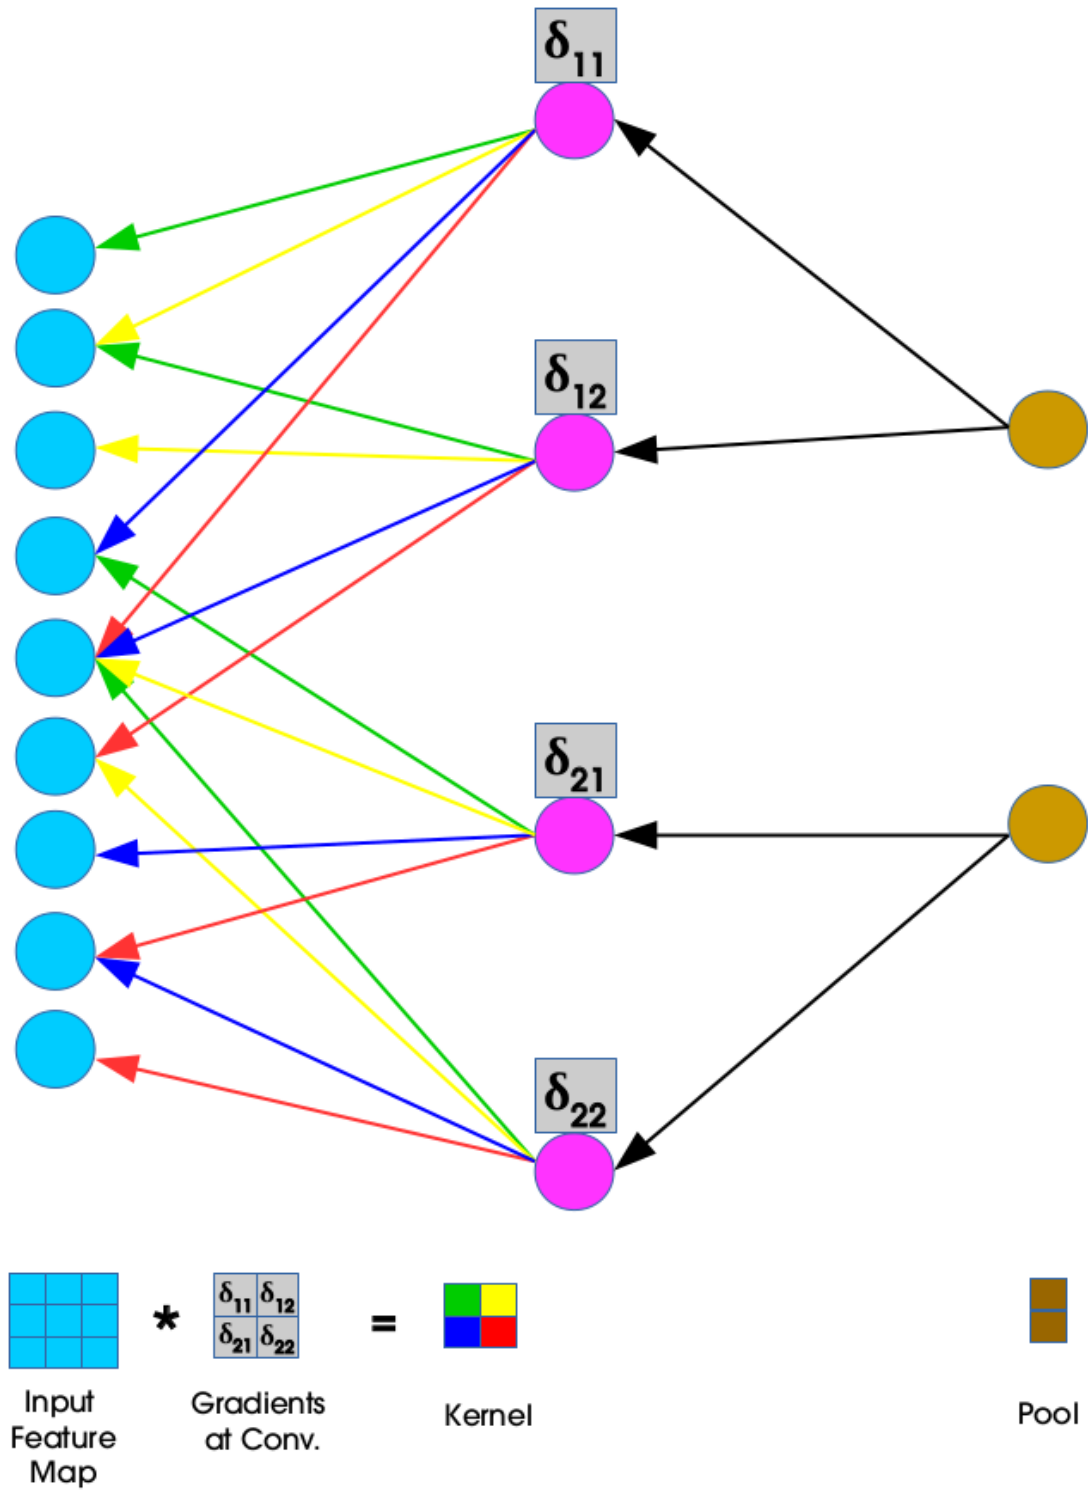 δ11
δ12
δ21
δ22
δ11 δ12
* =
δ21 δ22
Input
Feature
Map
Gradients
at Conv.
Kernel
Pool